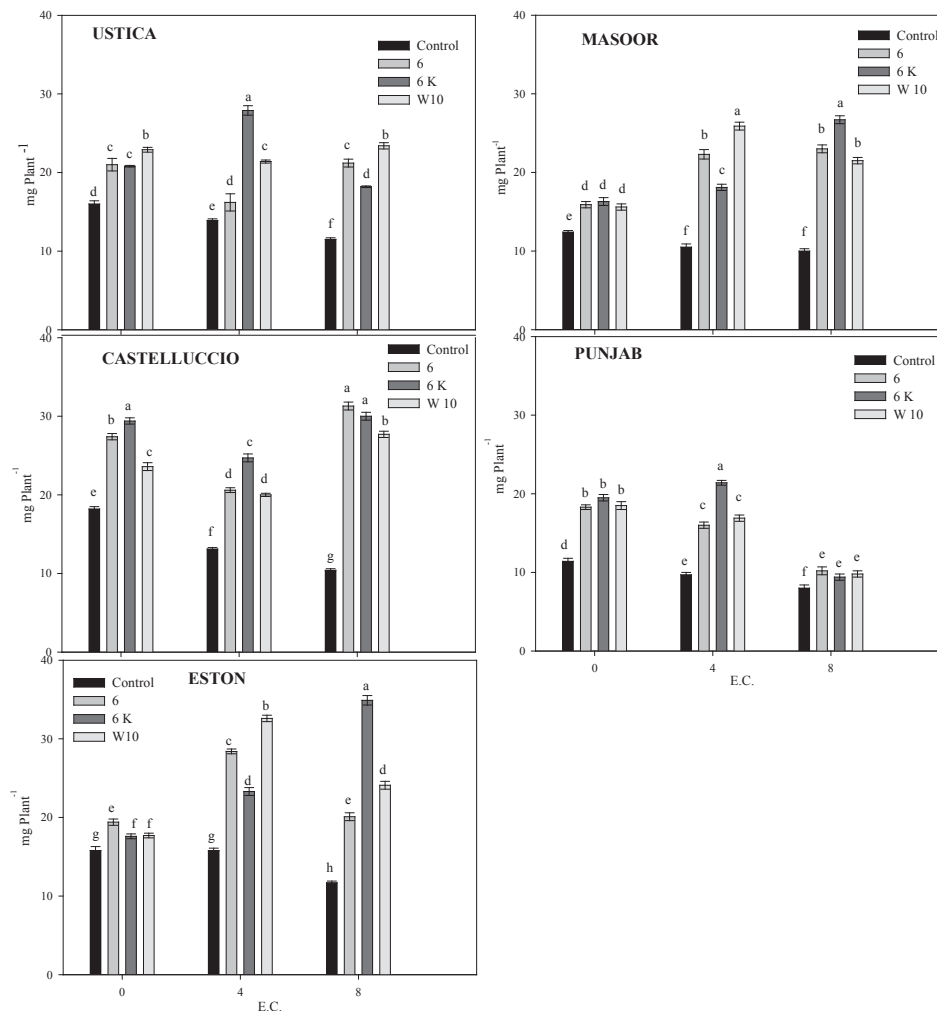 USTICA
Control
6
6 K
W10
mg Plant -1
40
30
20
10
0
d
c
c
b
e
d
a
c
f
c
d
b
MASOOR
Control
6
6 K
W 10
mg Plant-1
40
30
20
10
0
e
d
d
d
f
b
c
a
f
b
a
b
CASTELLUCCIO
Control
6
6 K
W 10
mg Plant-1
40
30
20
10
0
e
b
a
c
f
d
c
d
g
a
a
b
PUNJAB
Control
6
6 K
W 10
mg Plant-1
40
30
20
10
0
d
b
b
b
e
c
a
c
f
e
e
e
0
4
8
E.C.
ESTON
Control
6
6 K
W10
mg Plant-1
40
30
20
10
0
g
e
f
f
g
c
d
b
h
e
a
d
0
4
8
E.C.